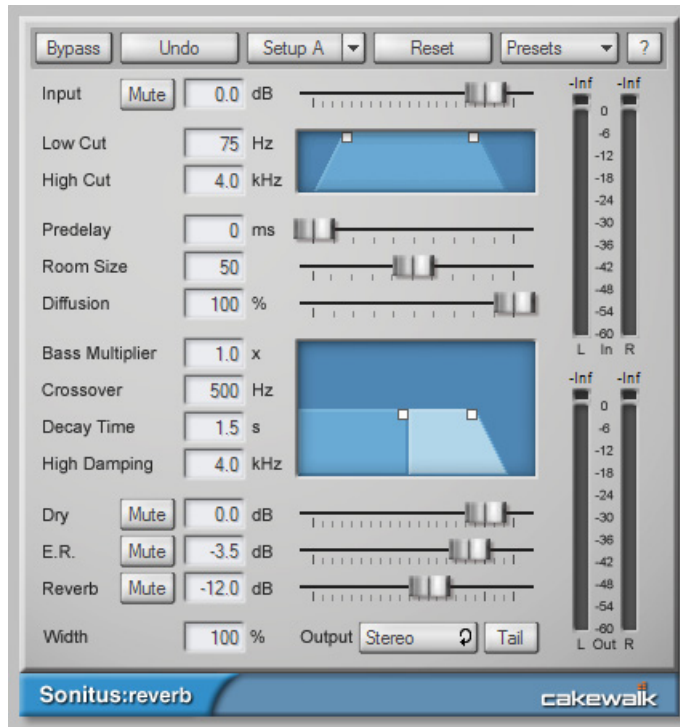 Bypass Undo Setup A Reset Presets ?
Input Mute 0.0 dB
Low Cut 75 Hz
High Cut 4.0 kHz
Predelay 0 ms
Room Size 50
Diffusion 100 %
Bass Multiplier 1.0 x
Crossover 500 Hz
Decay Time 1.5 s
High Damping 4.0 kHz
Dry Mute 0.0 dB
E.R. Mute -3.5 dB
Reverb Mute -12.0 dB
Width 100 % Output Stereo Tail
-Inf -Inf
0
-6
-12
-18
-24
-30
-36
-42
-48
-54
-60
L In R
-Inf -Inf
0
-6
-12
-18
-24
-30
-36
-42
-48
-54
-60
L Out R
Sonitus:reverb cakewalk